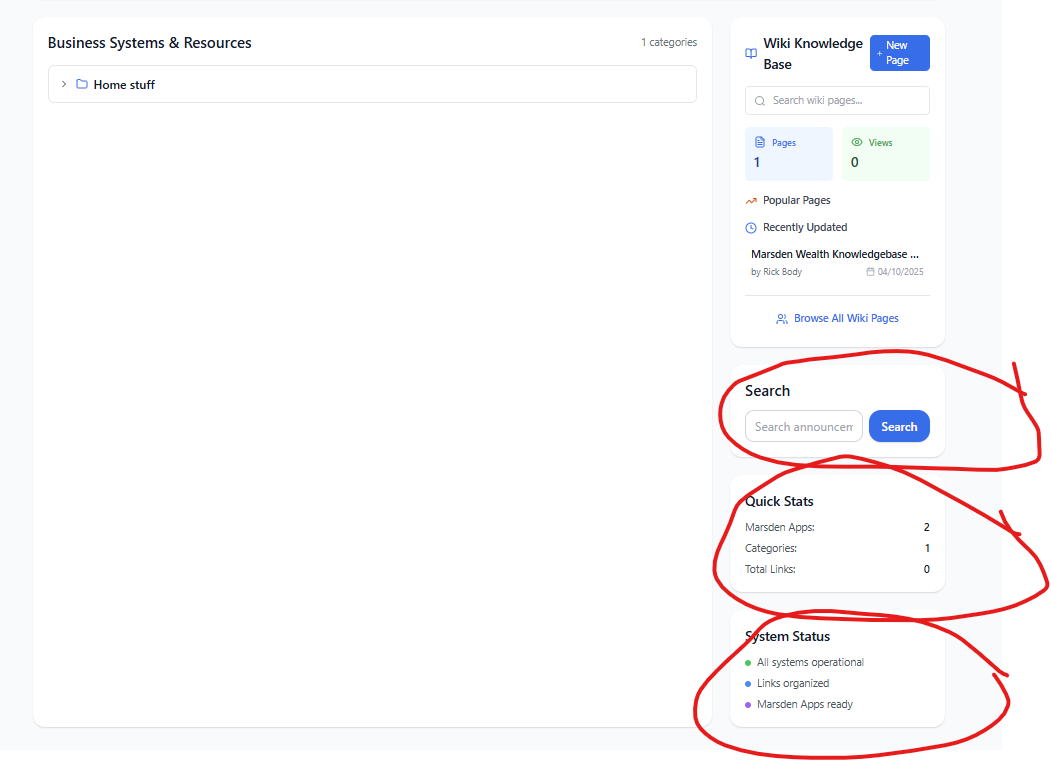 Business Systems & Resources
1 categories
Home stuff
Wiki Knowledge
Base
+ New
Page
Search wiki pages...
Pages
1
Views
0
Popular Pages
Recently Updated
Marsden Wealth Knowledgebase ...
by Rick Body
04/10/2025
Browse All Wiki Pages
Search
Search announcem
Search
Quick Stats
Marsden Apps:
2
Categories:
1
Total Links:
0
System Status
All systems operational
Links organized
Marsden Apps ready